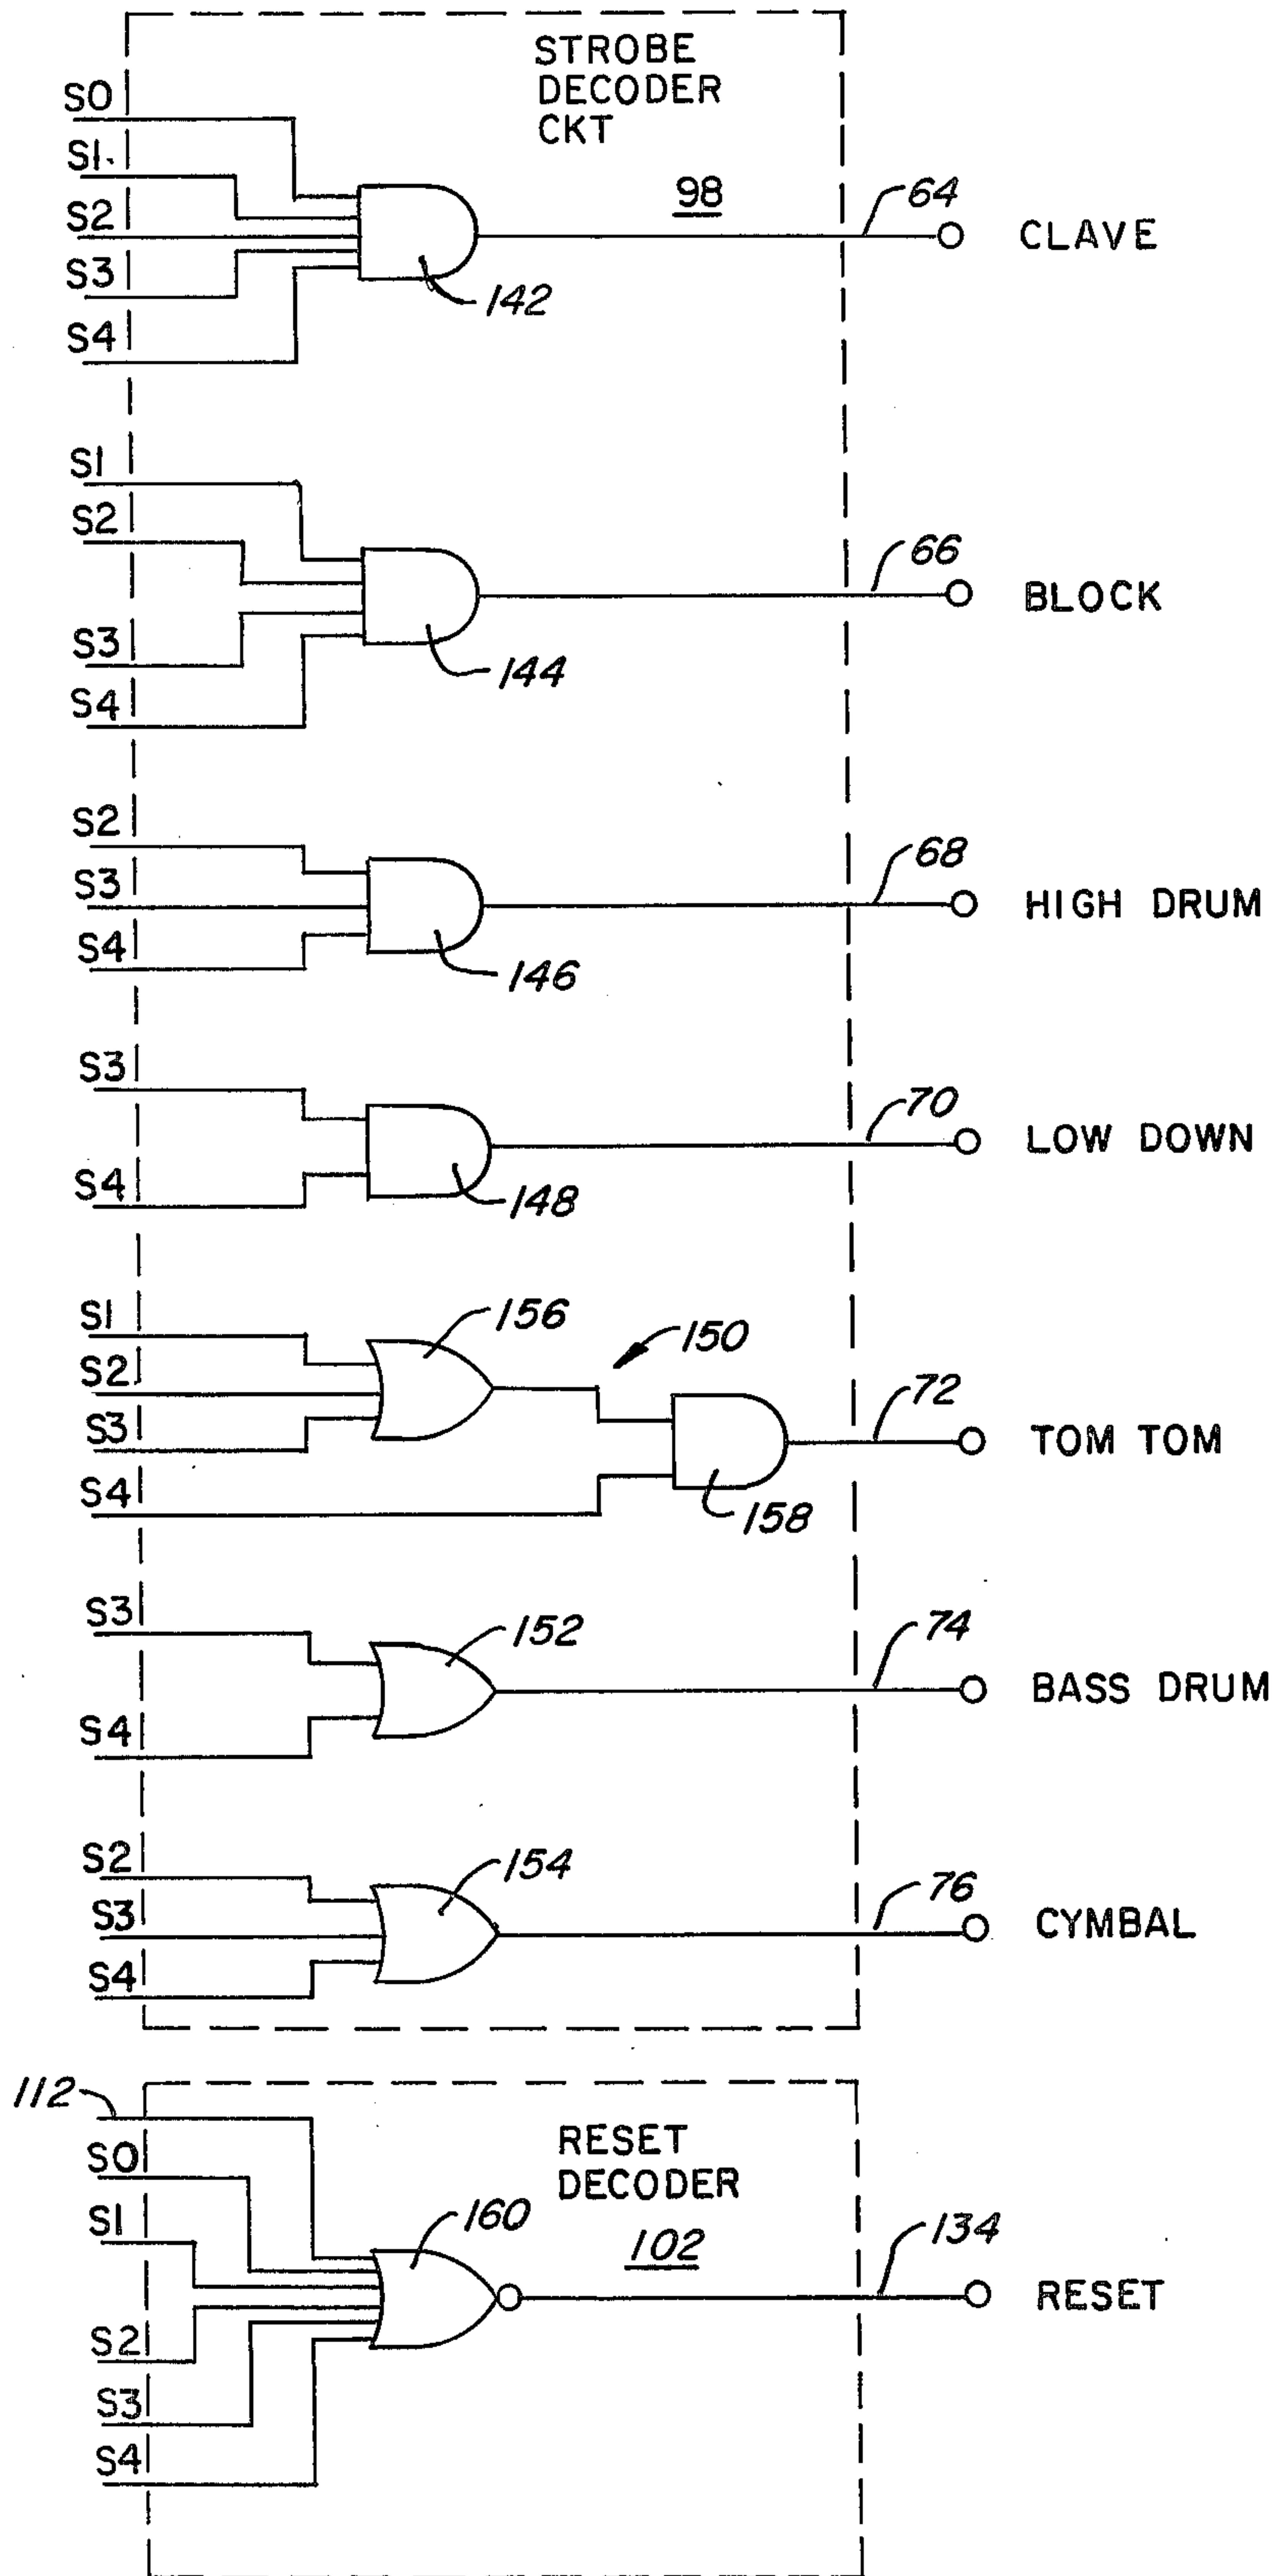 STROBE
DECODER
CKT
98
S0
S1
S2
S3
S4
142
64
CLAVE
S1
S2
S3
S4
144
66
BLOCK
S2
S3
S4
146
68
HIGH DRUM
S3
S4
148
70
LOW DOWN
S1
S2
S3
S4
156
150
158
72
TOM TOM
S3
S4
152
74
BASS DRUM
S2
S3
S4
154
76
CYMBAL
112
S0
S1
S2
S3
S4
160
RESET
DECODER
102
134
RESET